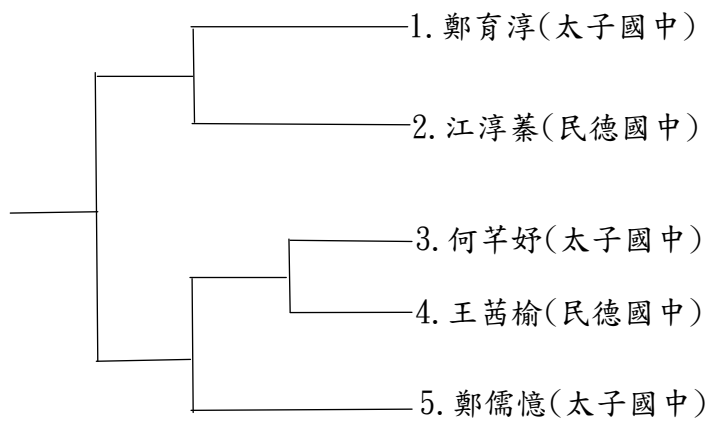 1.鄭育淳(太子國中)
2.江淳蓁(民德國中)
3.何芊妤(太子國中)
4.王茜榆(民德國中)
5.鄭儒憶(太子國中)